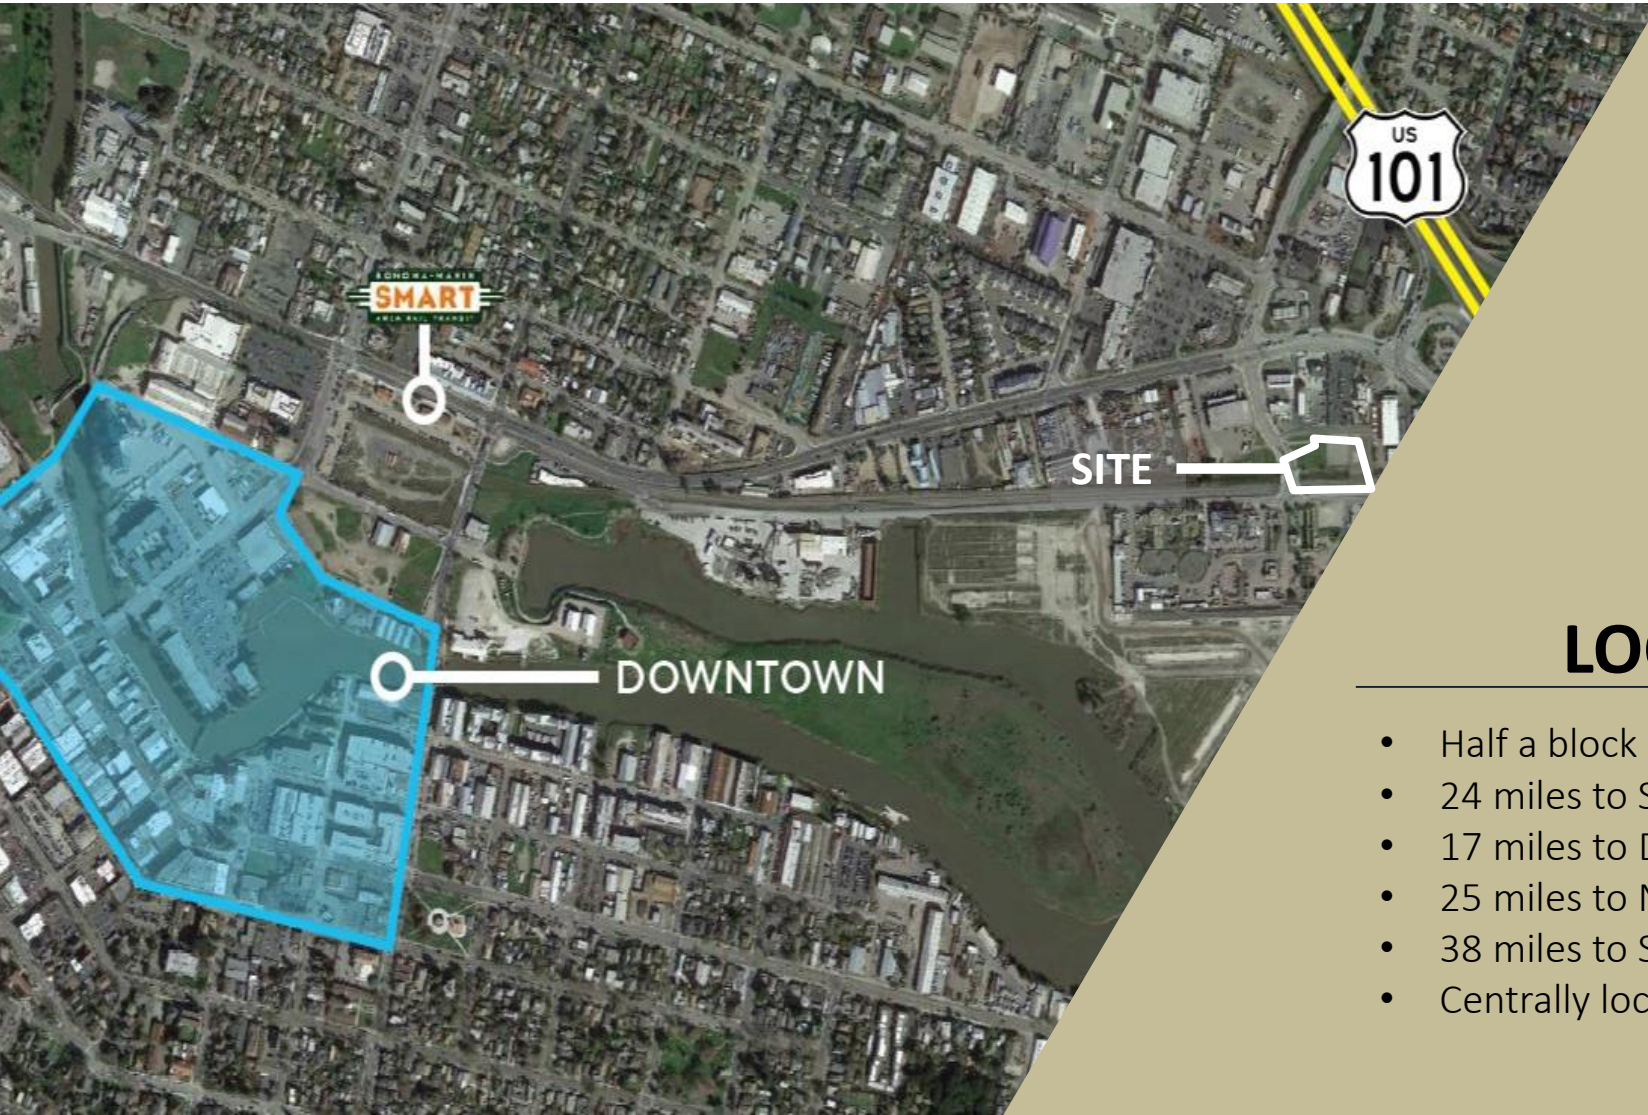 US
101
SONOMA-MARIN
SMART
AREA RAIL TRANSIT
SITE
DOWNTOWN
LO
Half a block
24 miles to S
17 miles to D
25 miles to N
38 miles to S
Centrally loc